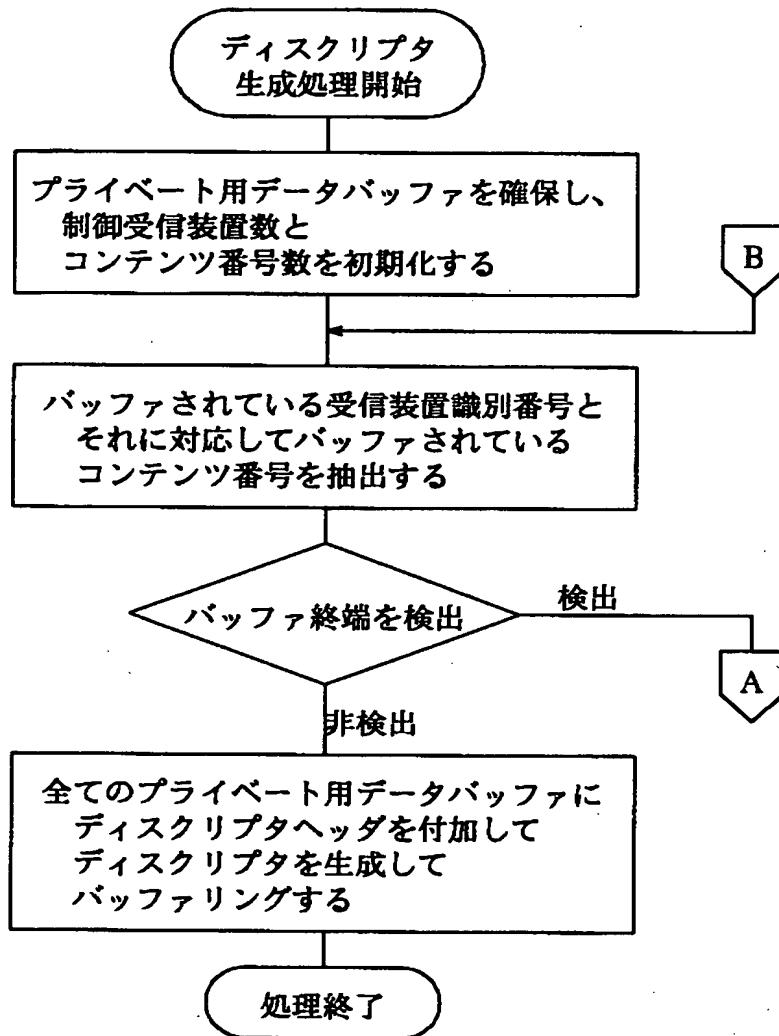 ディスクリプタ
生成処理開始
プライベート用データバッファを確保し、
制御受信装置数と
コンテンツ番号数を初期化する
B
バッファされている受信装置識別番号と
それに対応してバッファされている
コンテンツ番号を抽出する
バッファ終端を検出
検出
A
非検出
全てのプライベート用データバッファに
ディスクリプタヘッダを付加して
ディスクリプタを生成して
バッファリングする
処理終了